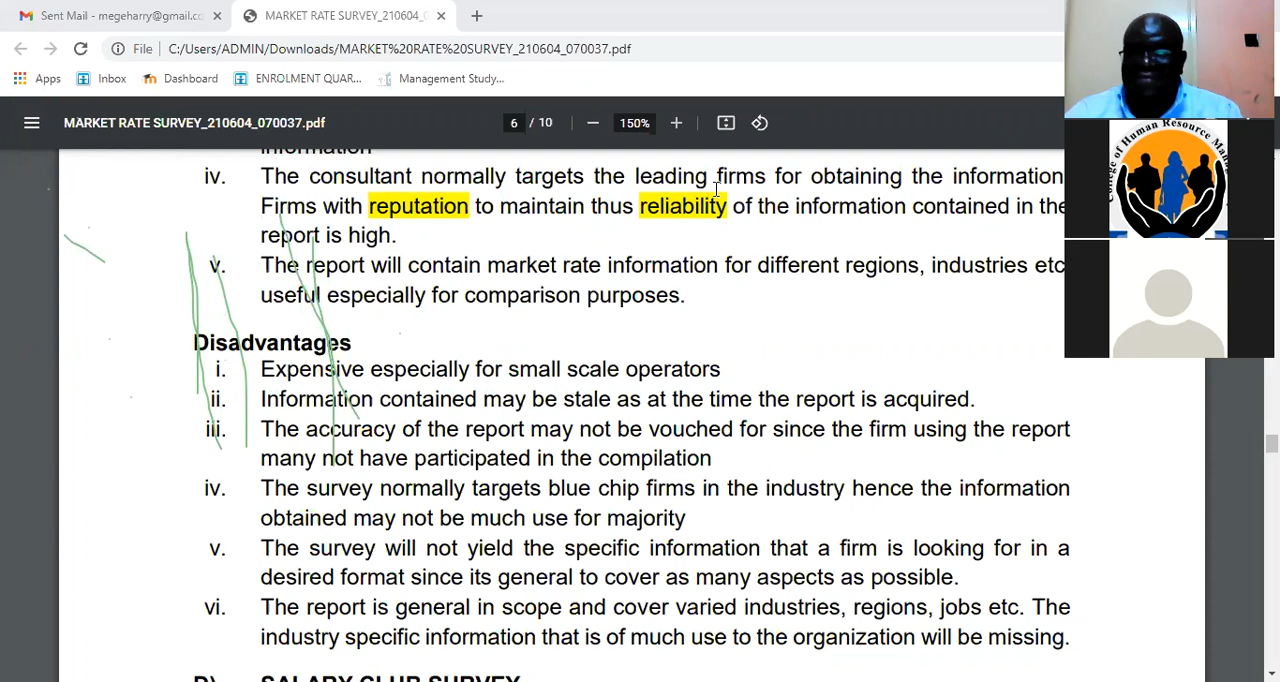 Sent Mail - megeharry@gmail.co
MARKET RATE SURVEY_210604_0
File
C:/Users/ADMIN/Downloads/MARKET%20RATE%20SURVEY_210604_070037.pdf
Apps
Inbox
Dashboard
ENROLMENT QUAR...
Management Study...
MARKET RATE SURVEY_210604_070037.pdf
6 / 10
150%
College of Human Resource Mana
information
iv. The consultant normally targets the leading firms for obtaining the information
Firms with reputation to maintain thus reliability of the information contained in the
report is high.
v. The report will contain market rate information for different regions, industries etc
useful especially for comparison purposes.
Disadvantages
i. Expensive especially for small scale operators
ii. Information contained may be stale as at the time the report is acquired.
iii. The accuracy of the report may not be vouched for since the firm using the report
many not have participated in the compilation
iv. The survey normally targets blue chip firms in the industry hence the information
obtained may not be much use for majority
v. The survey will not yield the specific information that a firm is looking for in a
desired format since its general to cover as many aspects as possible.
vi. The report is general in scope and cover varied industries, regions, jobs etc. The
industry specific information that is of much use to the organization will be missing.
D) SALARY CLUB SURVEY